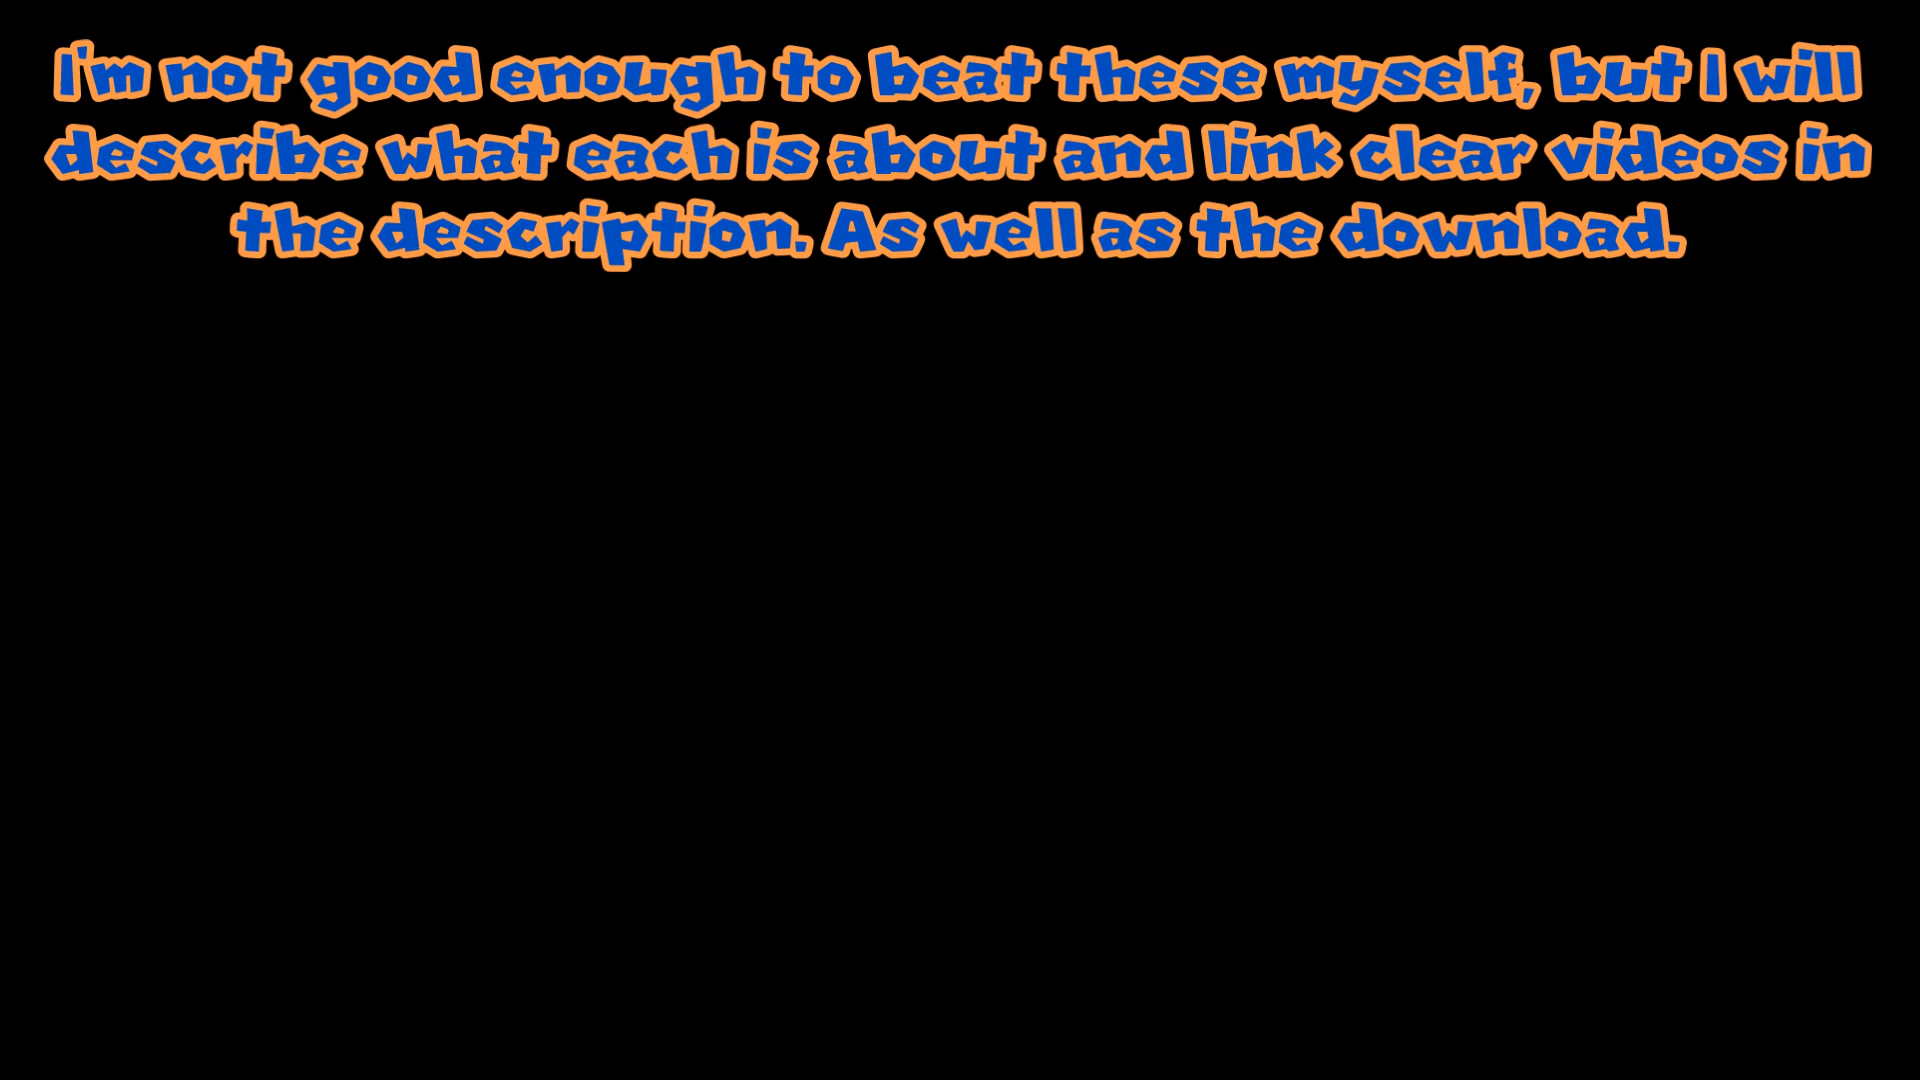 I'm not good enough to beat these myself, but I will
describe what each is about and link clear videos in
the description. As well as the download.